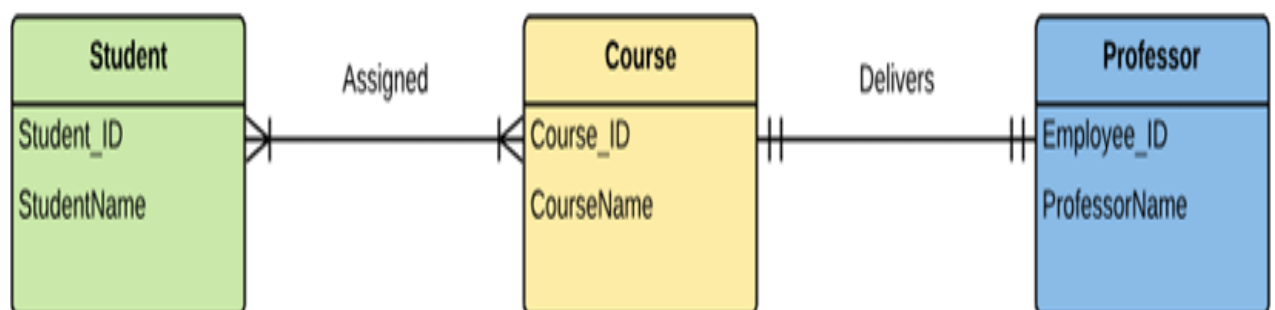 Student
Student_ID
StudentName
Assigned
Course
Course_ID
CourseName
Delivers
Professor
Employee_ID
ProfessorName